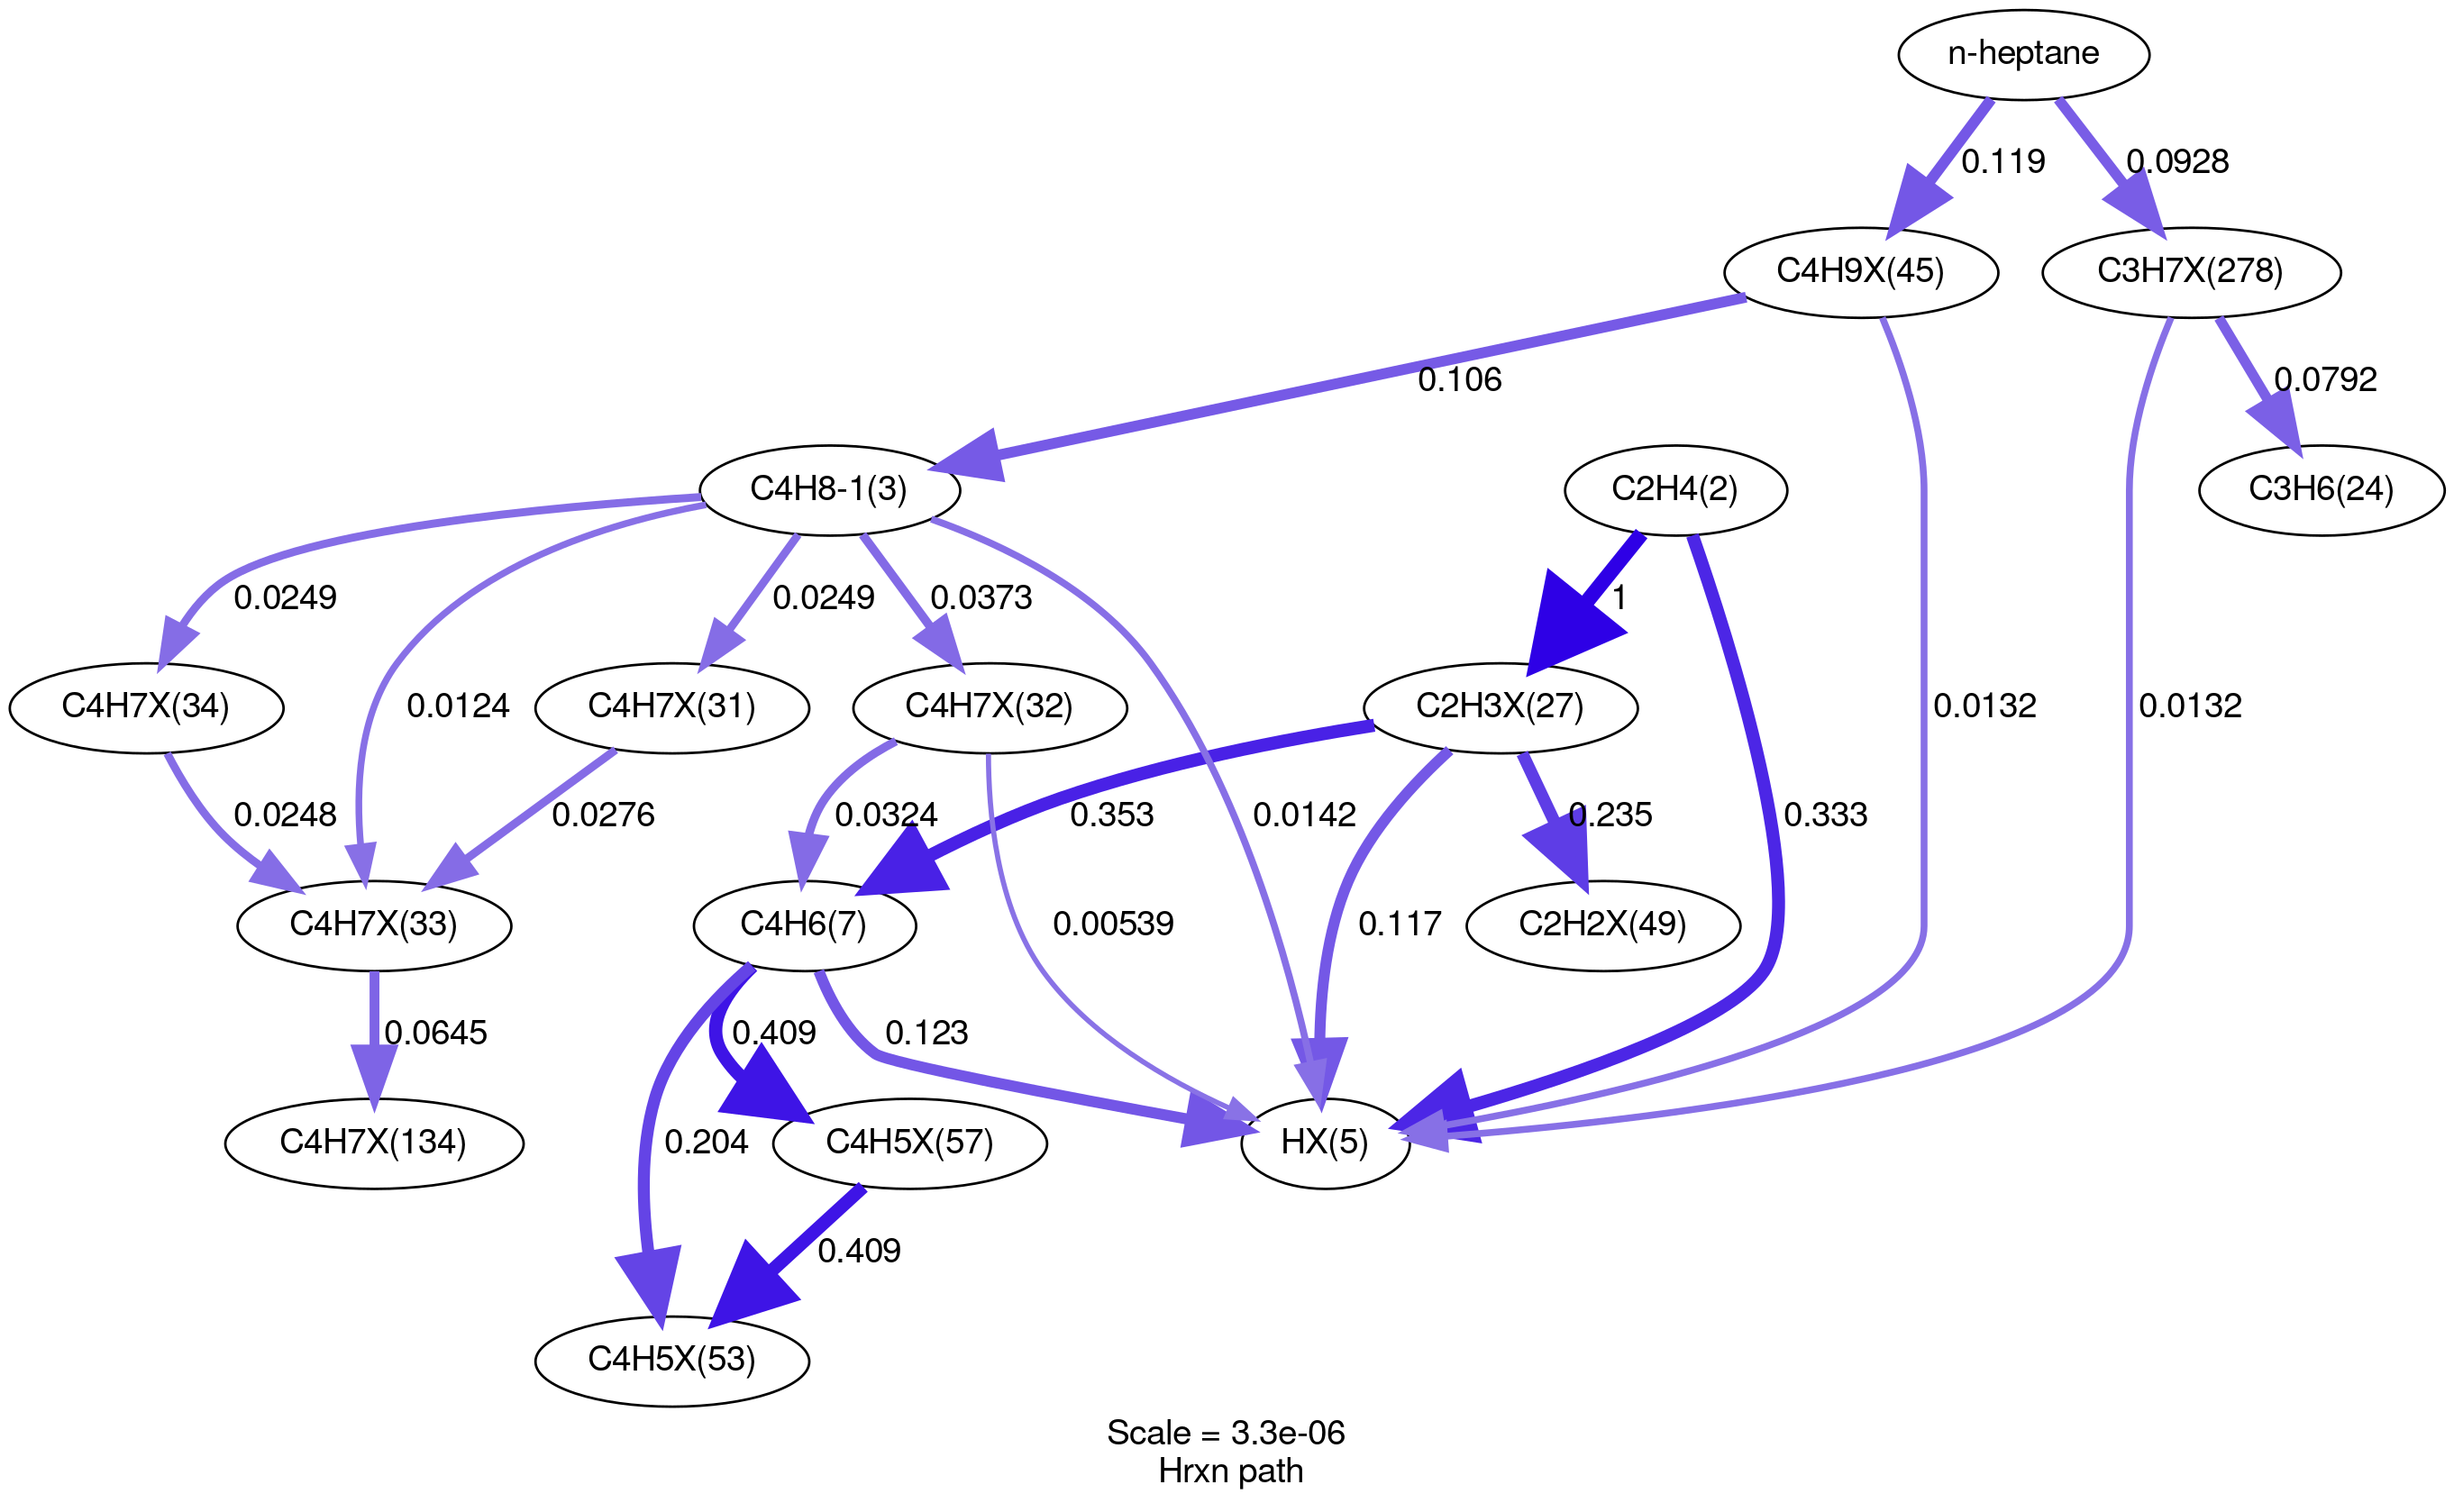 n-heptane
0.119
0.0928
C4H9X(45)
C3H7X(278)
0.106
0.0792
C4H8-1(3)
C2H4(2)
C3H6(24)
0.0249
0.0249
0.0373
1
C4H7X(34)
0.0124
C4H7X(31)
C4H7X(32)
C2H3X(27)
0.0132
0.0132
0.0248
0.0276
0.0324
0.353
0.0142
0.235
0.333
C4H7X(33)
C4H6(7)
0.00539
0.117
C2H2X(49)
0.0645
0.409
0.123
C4H7X(134)
0.204
C4H5X(57)
HX(5)
0.409
C4H5X(53)
Scale = 3.3e-06
Hrxn path